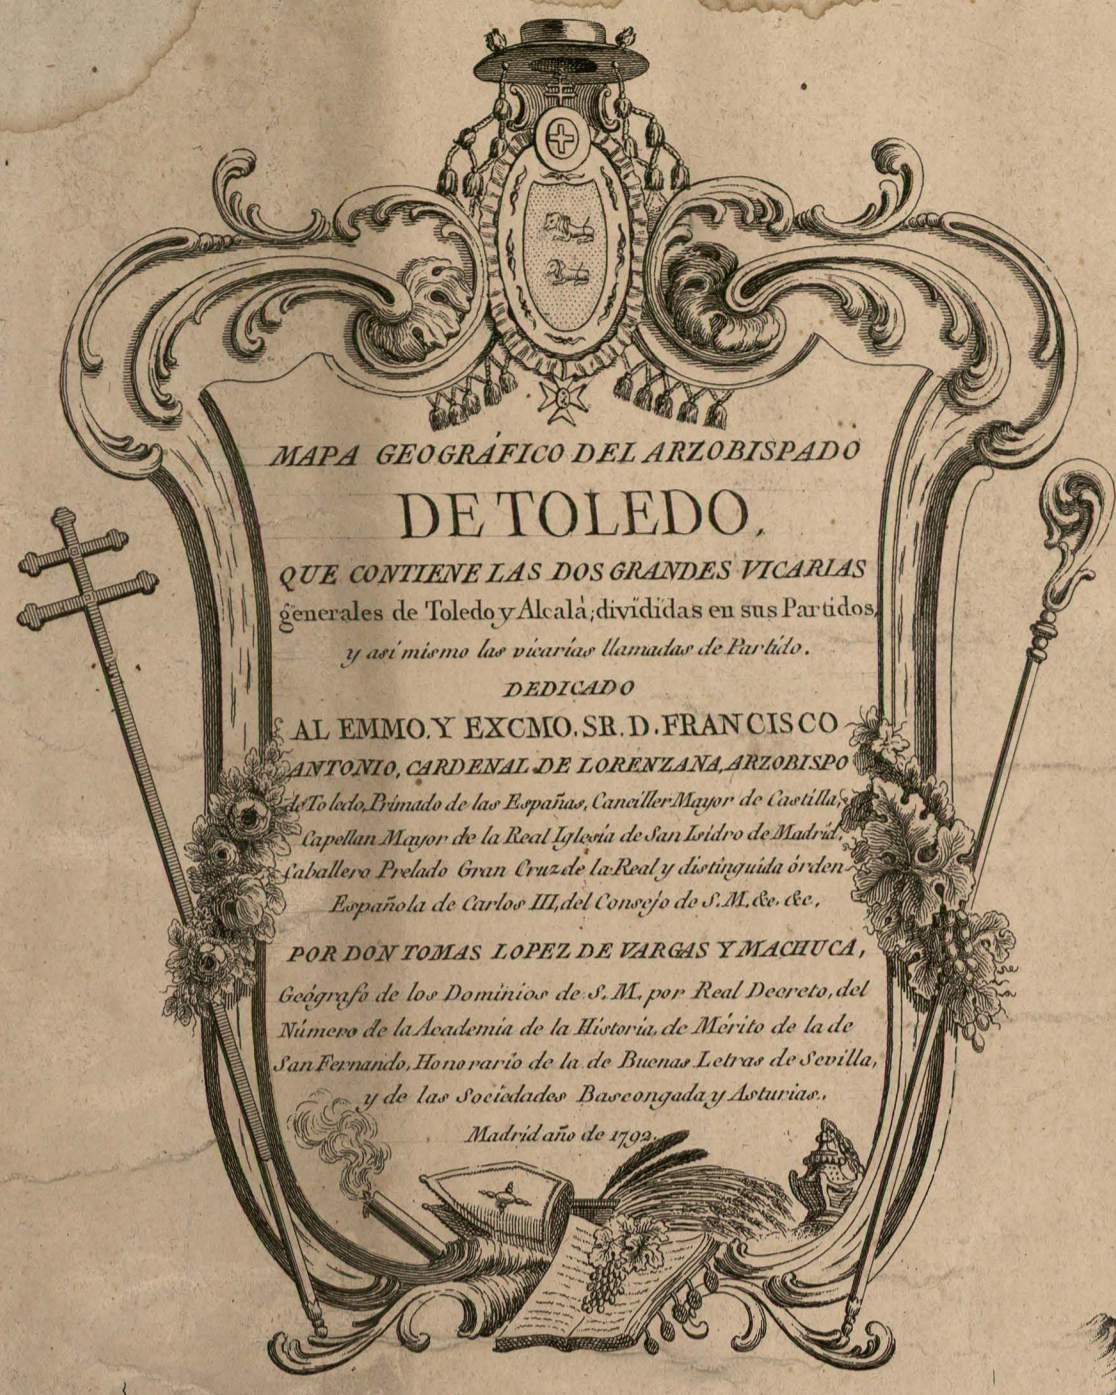 MAPA GEOGRÁFICO DEL ARZOBISPADO
DE TOLEDO,
QUE CONTIENE LAS DOS GRANDES VICARIAS
generales de Toledo y Alcalá; divididas en sus Partidos,
y así mismo las vicarías llamadas de Partido.
DEDICADO
AL EMMO. Y EXCMO. SR. D. FRANCISCO
ANTONIO, CARDENAL DE LORENZANA, ARZOBISPO
de Toledo, Primado de las Españas, Canciller Mayor de Castilla,
Capellan Mayor de la Real Iglesia de San Isidro de Madrid,
Caballero Prelado Gran Cruz de la Real y distinguida órden
Española de Carlos III, del Consejo de S. M. &c. &c.
POR DON TOMAS LOPEZ DE VARGAS Y MACHUCA,
Geógrafo de los Dominios de S. M. por Real Decreto, del
Número de la Academia de la Historia, de Mérito de la de
San Fernando, Honorario de la de Buenas Letras de Sevilla,
y de las Sociedades Bascongada y Asturias.
Madrid año de 1792.